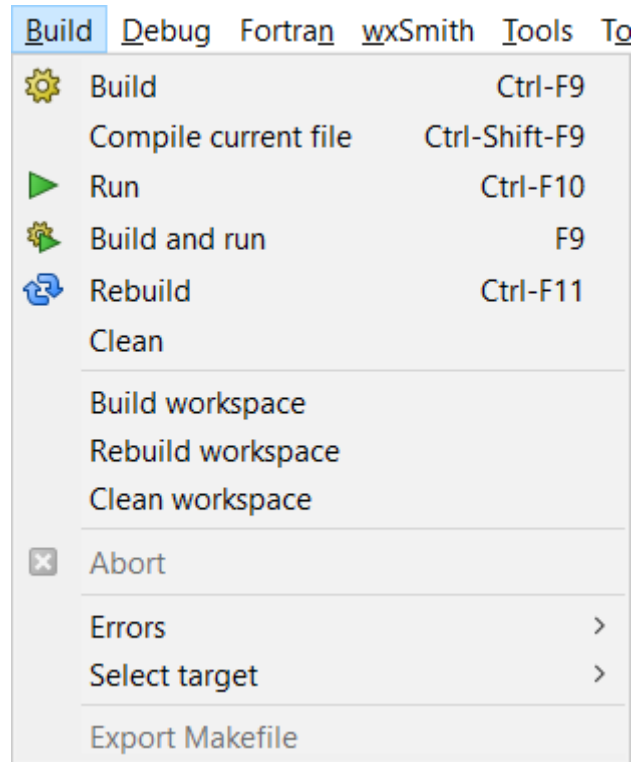 Build Debug Fortran wxSmith Tools To
Build Ctrl-F9
Compile current file Ctrl-Shift-F9
Run Ctrl-F10
Build and run F9
Rebuild Ctrl-F11
Clean
Build workspace
Rebuild workspace
Clean workspace
Abort
Errors
Select target
Export Makefile